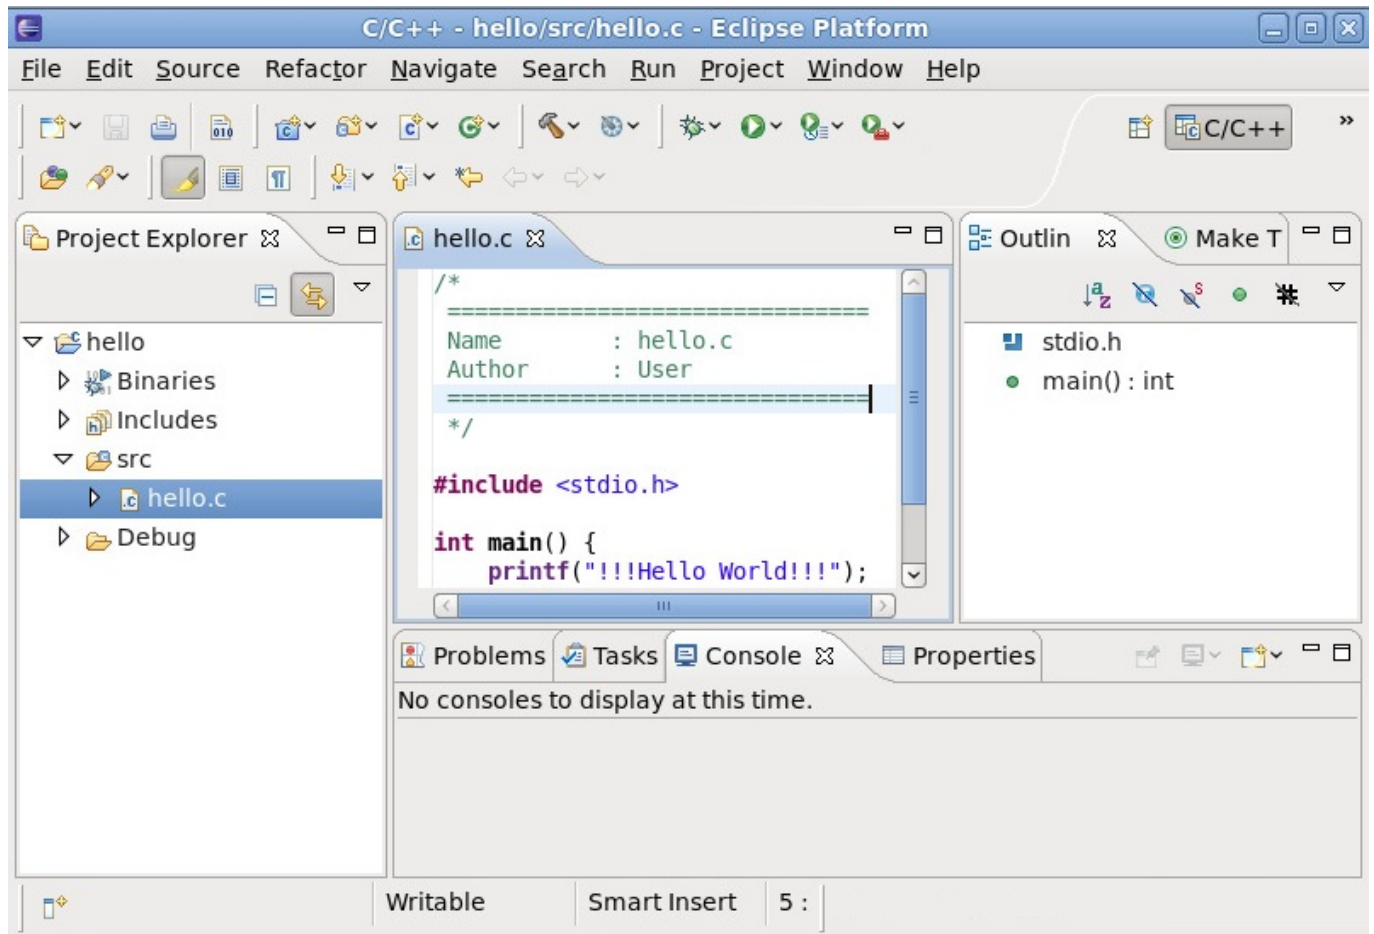 C/C++ - hello/src/hello.c - Eclipse Platform
File Edit Source Refactor Navigate Search Run Project Window Help
C/C++ »
Project Explorer
hello
Binaries
Includes
src
hello.c
Debug
hello.c
/*
===============================
Name : hello.c
Author : User
===============================
*/
#include <stdio.h>
int main() {
printf("!!!Hello World!!!");
Outlin Make T
stdio.h
main() : int
Problems Tasks Console Properties
No consoles to display at this time.
Writable Smart Insert 5 :